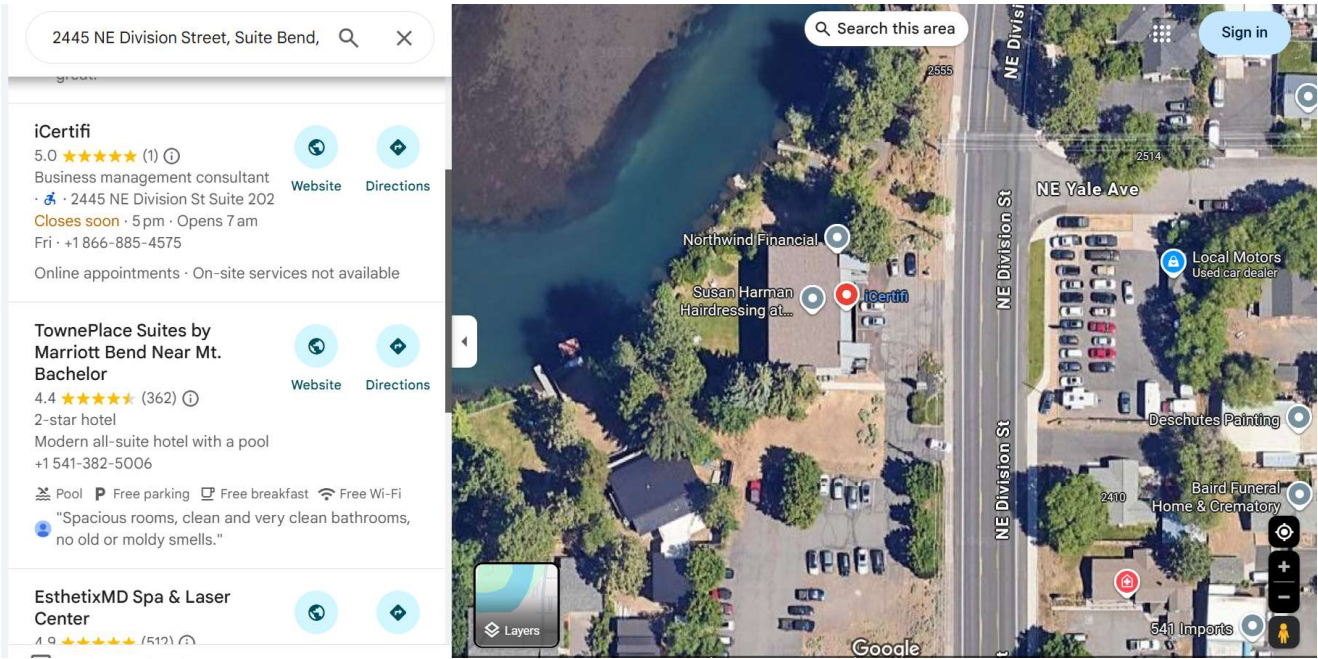 2445 NE Division Street, Suite Bend,
great.
iCertifi
5.0 (1)
Business management consultant
· · 2445 NE Division St Suite 202
Closes soon · 5 pm · Opens 7 am
Fri · +1 866-885-4575
Online appointments · On-site services not available
Website
Directions
TownePlace Suites by
Marriott Bend Near Mt.
Bachelor
4.4 (362)
2-star hotel
Modern all-suite hotel with a pool
+1 541-382-5006
Pool P Free parking Free breakfast Free Wi-Fi
"Spacious rooms, clean and very clean bathrooms,
no old or moldy smells."
Website
Directions
EsthetixMD Spa & Laser
Center
4.9 (512)
Search this area
Sign in
NE Divisi
2555
2514
NE Yale Ave
NE Division St
Northwind Financial
Local Motors
Used car dealer
Susan Harman
Hairdressing at...
iCertifi
Deschutes Painting
NE Division St
2410
Baird Funeral
Home & Crematory
541 Imports
Layers
Google
t